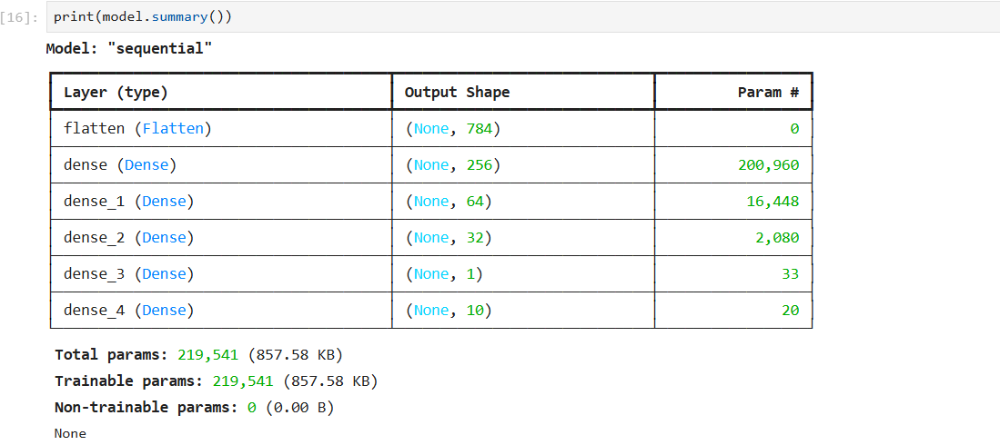 [16]: print(model.summary())
Model: "sequential"
Layer (type) Output Shape Param #
flatten (Flatten) (None, 784) 0
dense (Dense) (None, 256) 200,960
dense_1 (Dense) (None, 64) 16,448
dense_2 (Dense) (None, 32) 2,080
dense_3 (Dense) (None, 1) 33
dense_4 (Dense) (None, 10) 20
Total params: 219,541 (857.58 KB)
Trainable params: 219,541 (857.58 KB)
Non-trainable params: 0 (0.00 B)
None